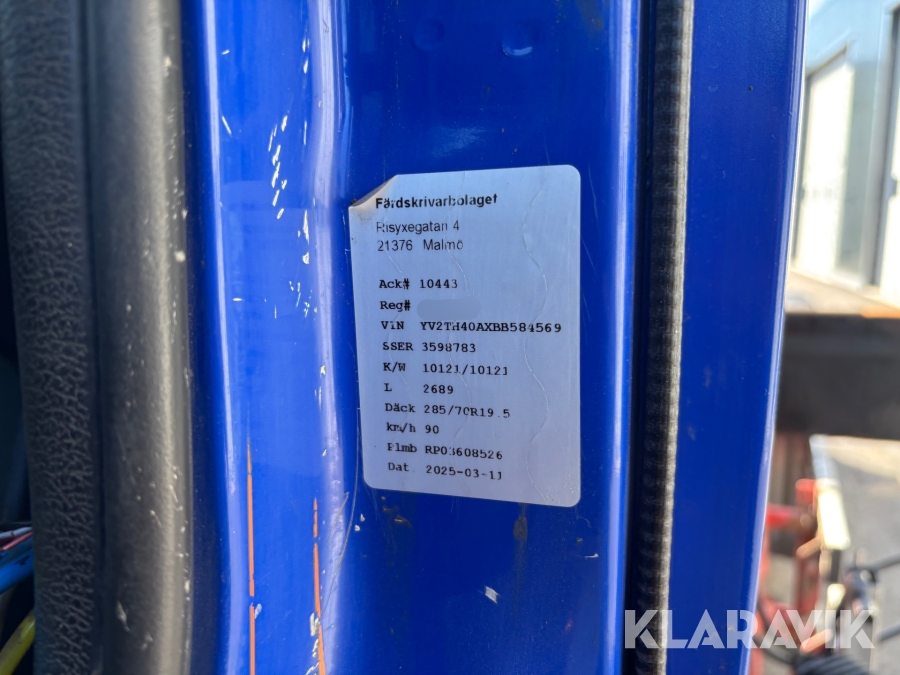 Färdskrivarbolaget
Risyxegatan 4
21376 Malmö
Ack# 10443
Reg#
VIN YV2TH40AXBB584569
SSER 3598783
K/W 10121/10121
L 2689
Däck 285/70R19.5
km/h 90
Plmb RP03608526
Dat. 2025-03-11
KLARAVIK